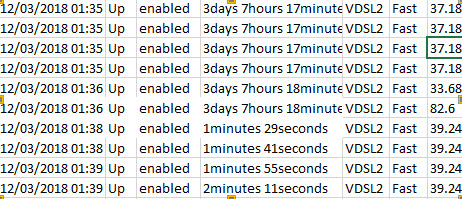 12/03/2018 01:35 Up enabled 3days 7hours 17minute VDSL2 Fast 37.18
12/03/2018 01:35 Up enabled 3days 7hours 17minute VDSL2 Fast 37.18
12/03/2018 01:35 Up enabled 3days 7hours 17minute VDSL2 Fast 37.18
12/03/2018 01:35 Up enabled 3days 7hours 17minute VDSL2 Fast 37.18
12/03/2018 01:36 Up enabled 3days 7hours 18minute VDSL2 Fast 33.68
12/03/2018 01:36 Up enabled 3days 7hours 18minute VDSL2 Fast 82.6
12/03/2018 01:38 Up enabled 1minutes 29seconds VDSL2 Fast 39.24
12/03/2018 01:38 Up enabled 1minutes 41seconds VDSL2 Fast 39.24
12/03/2018 01:39 Up enabled 1minutes 55seconds VDSL2 Fast 39.24
12/03/2018 01:39 Up enabled 2minutes 11seconds VDSL2 Fast 39.24